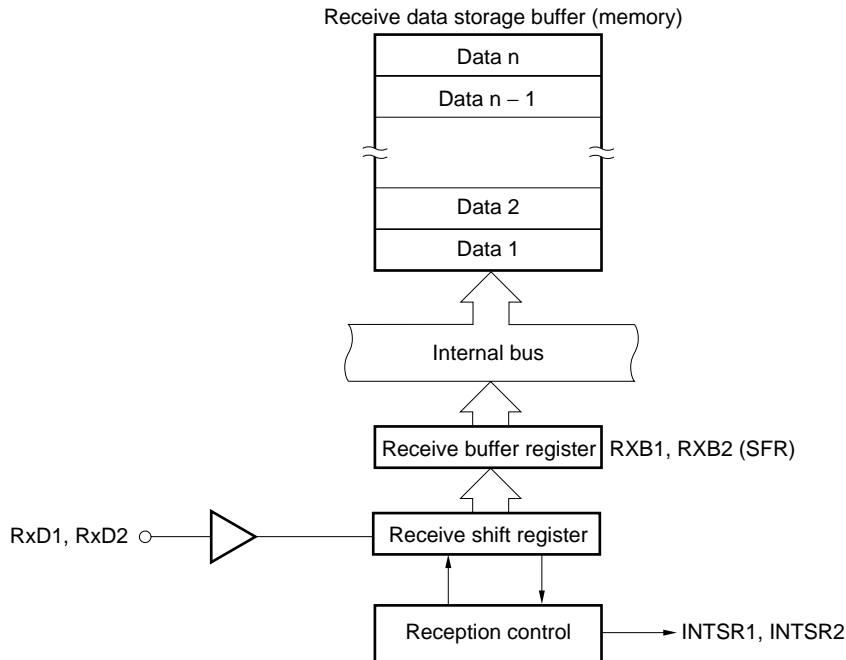 Receive data storage buffer (memory)
Data n
Data n − 1
Data 2
Data 1
Internal bus
Receive buffer register
RXB1, RXB2 (SFR)
RxD1, RxD2
Receive shift register
Reception control
INTSR1, INTSR2